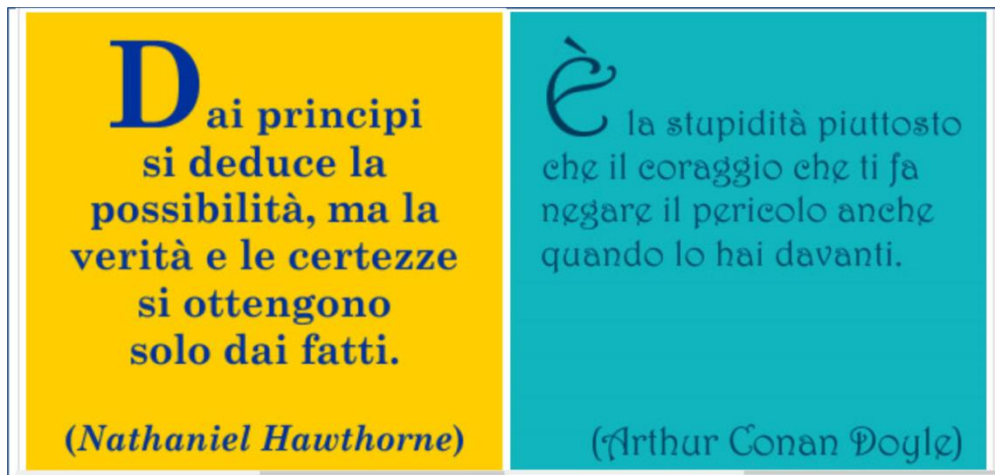 Dai principi
si deduce la
possibilità, ma la
verità e le certezze
si ottengono
solo dai fatti.
(Nathaniel Hawthorne)
È la stupidità piuttosto
che il coraggio che ti fa
negare il pericolo anche
quando lo hai davanti.
(Arthur Conan Doyle)